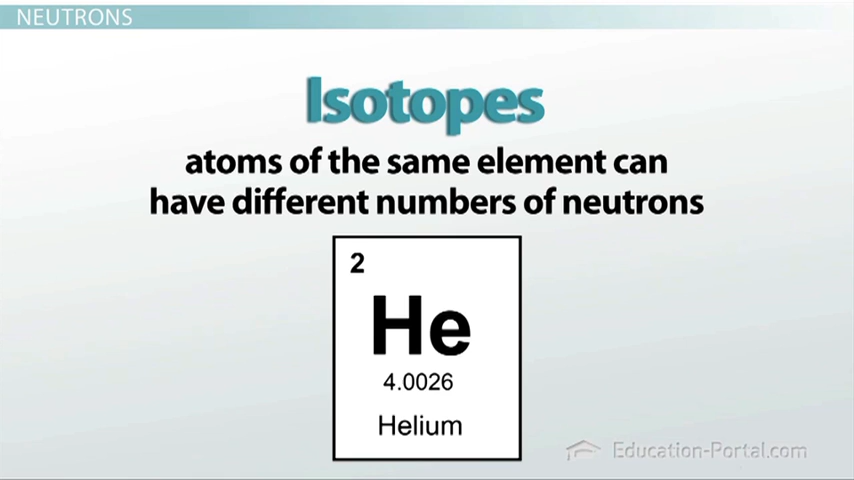 NEUTRONS
Isotopes
atoms of the same element can
have different numbers of neutrons
2
He
4.0026
Helium
Education-Portal.com